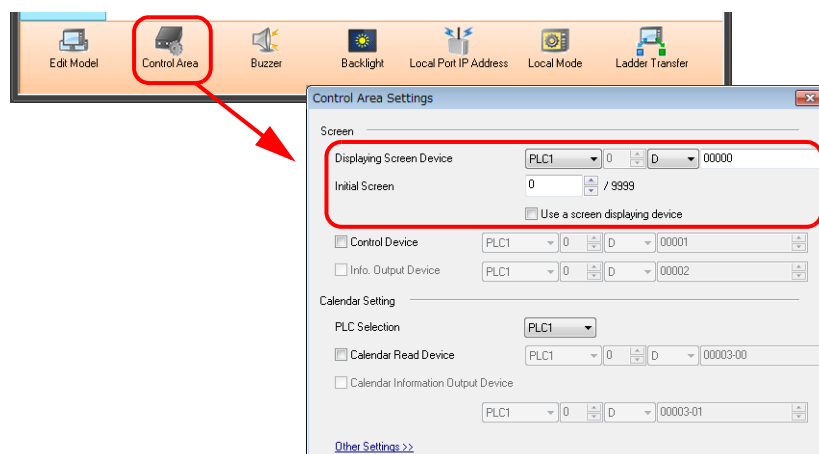 Edit Model Control Area Buzzer Backlight Local Port IP Address Local Mode Ladder Transfer
Control Area Settings
Screen
Displaying Screen Device PLC1 0 D 00000
Initial Screen 0 / 9999
Use a screen displaying device
Control Device PLC1 0 D 00001
Info. Output Device PLC1 0 D 00002
Calendar Setting
PLC Selection PLC1
Calendar Read Device PLC1 0 D 00003-00
Calendar Information Output Device
PLC1 0 D 00003-01
Other Settings >>